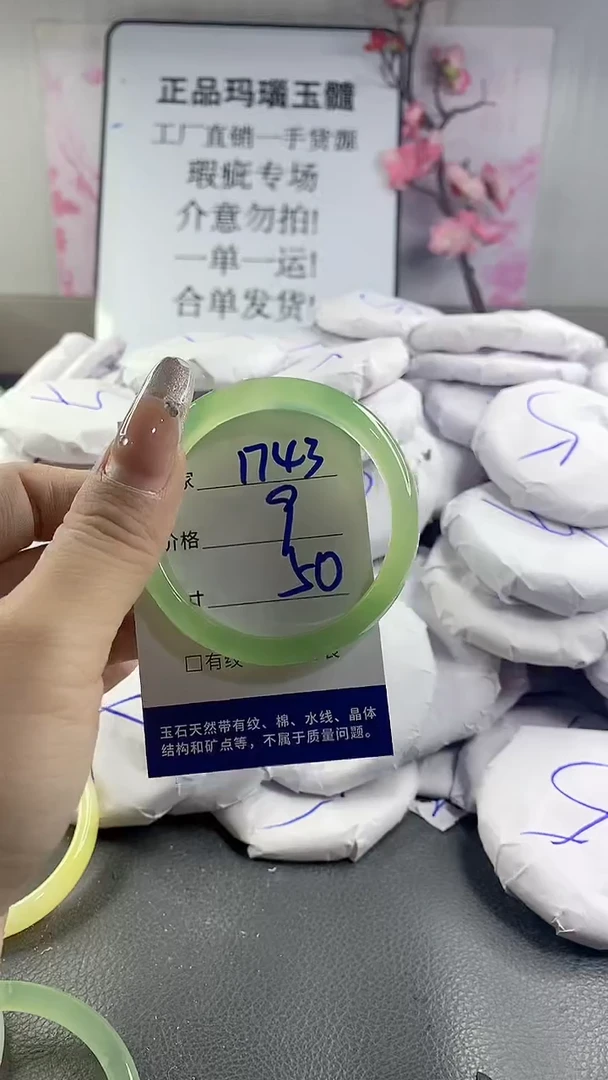 正品玛瑙玉髓
工厂直销一手货源
瑕疵专场
介意勿拍!
一单一运!
合单发货!
家 1743
价格 9
寸 50
□有纹
玉石天然带有纹、棉、水线、晶体
结构和矿点等，不属于质量问题。